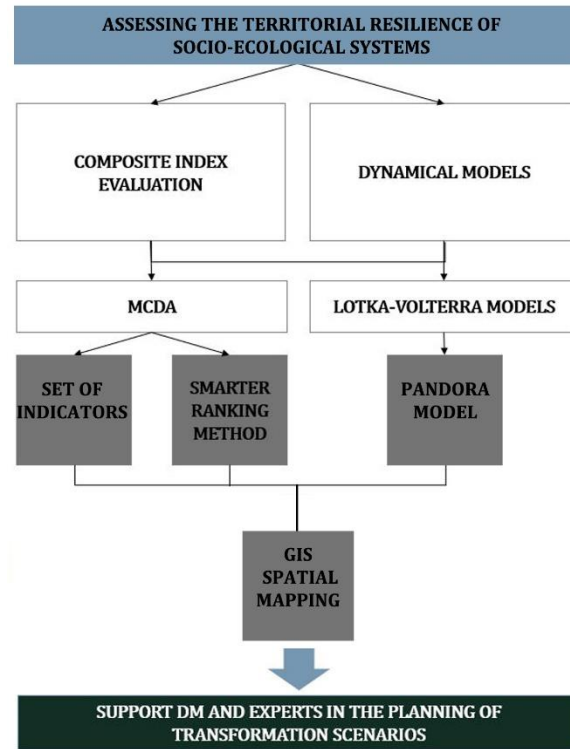 ASSESSING THE TERRITORIAL RESILIENCE OF
SOCIO-ECOLOGICAL SYSTEMS
COMPOSITE INDEX
EVALUATION
DYNAMICAL MODELS
MCDA
LOTKA-VOLTERRA MODELS
SET OF
INDICATORS
SMARTER
RANKING
METHOD
PANDORA
MODEL
GIS
SPATIAL
MAPPING
SUPPORT DM AND EXPERTS IN THE PLANNING OF
TRANSFORMATION SCENARIOS